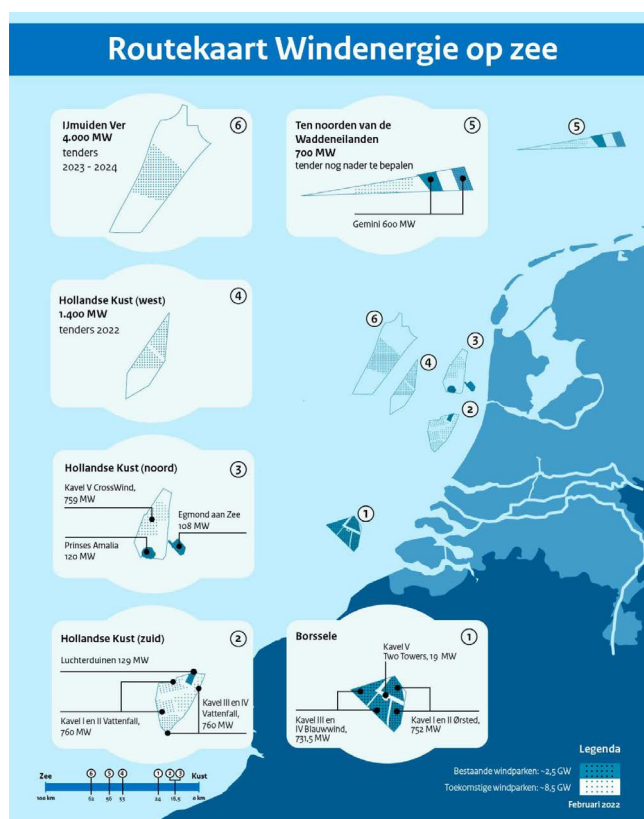 Routekaart Windenergie op zee
IJmuiden Ver
4.000 MW
tenders
2023 - 2024
6
Ten noorden van de
Waddeneilanden
700 MW
tender nog nader te bepalen
5
Gemini 600 MW
5
Hollandse Kust (west)
1.400 MW
tenders 2022
4
6
4
3
2
1
Hollandse Kust (noord)
3
Kavel V CrossWind,
759 MW
Egmond aan Zee
108 MW
Prinses Amalia
120 MW
Hollandse Kust (zuid)
2
Luchterduinen 129 MW
Kavel III en IV
Vattenfall,
760 MW
Kavel I en II Vattenfall,
760 MW
Borssele
1
Kavel V
Two Towers, 19 MW
Kavel III en
IV Blauwwind,
731,5 MW
Kavel I en II Ørsted,
752 MW
Zee
6 5 4 1 2 3
Kust
100 km
62 56 53 24 18,5
0 km
Legenda
Bestaande windparken: ~2,5 GW
Toekomstige windparken: ~8,5 GW
Februari 2022